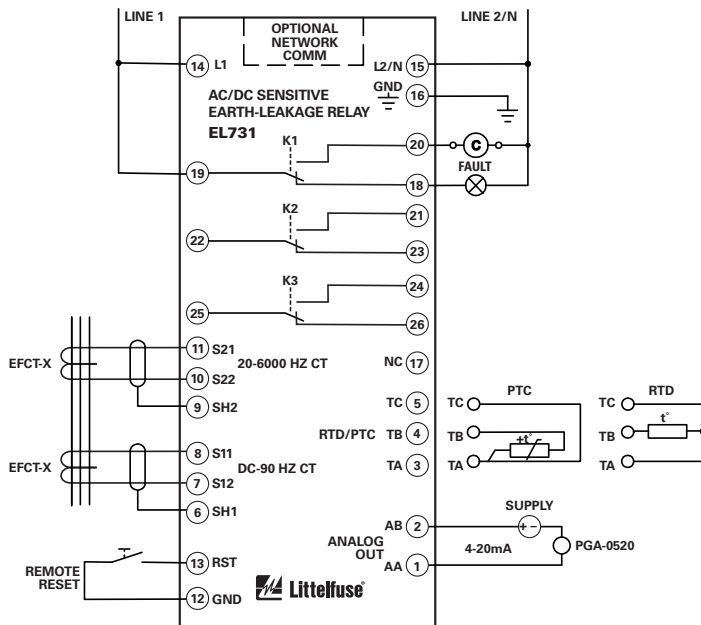 LINE 1
OPTIONAL
NETWORK
COMM
LINE 2/N
14 L1
L2/N 15
GND 16
AC/DC SENSITIVE
EARTH-LEAKAGE RELAY
EL731
K1
20
C
19
FAULT
18
K2
21
22
23
K3
24
25
26
EFCT-X
11 S21
20-6000 HZ CT
10 S22
9 SH2
NC 17
TC 5
RTD/PTC TB 4
TA 3
PTC
TC
TB
+t°
TA
RTD
TC
t°
TB
TA
EFCT-X
8 S11
DC-90 HZ CT
7 S12
6 SH1
SUPPLY
AB 2
+ −
ANALOG
OUT
4-20mA
PGA-0520
AA 1
13 RST
REMOTE
RESET
12 GND
Littelfuse®